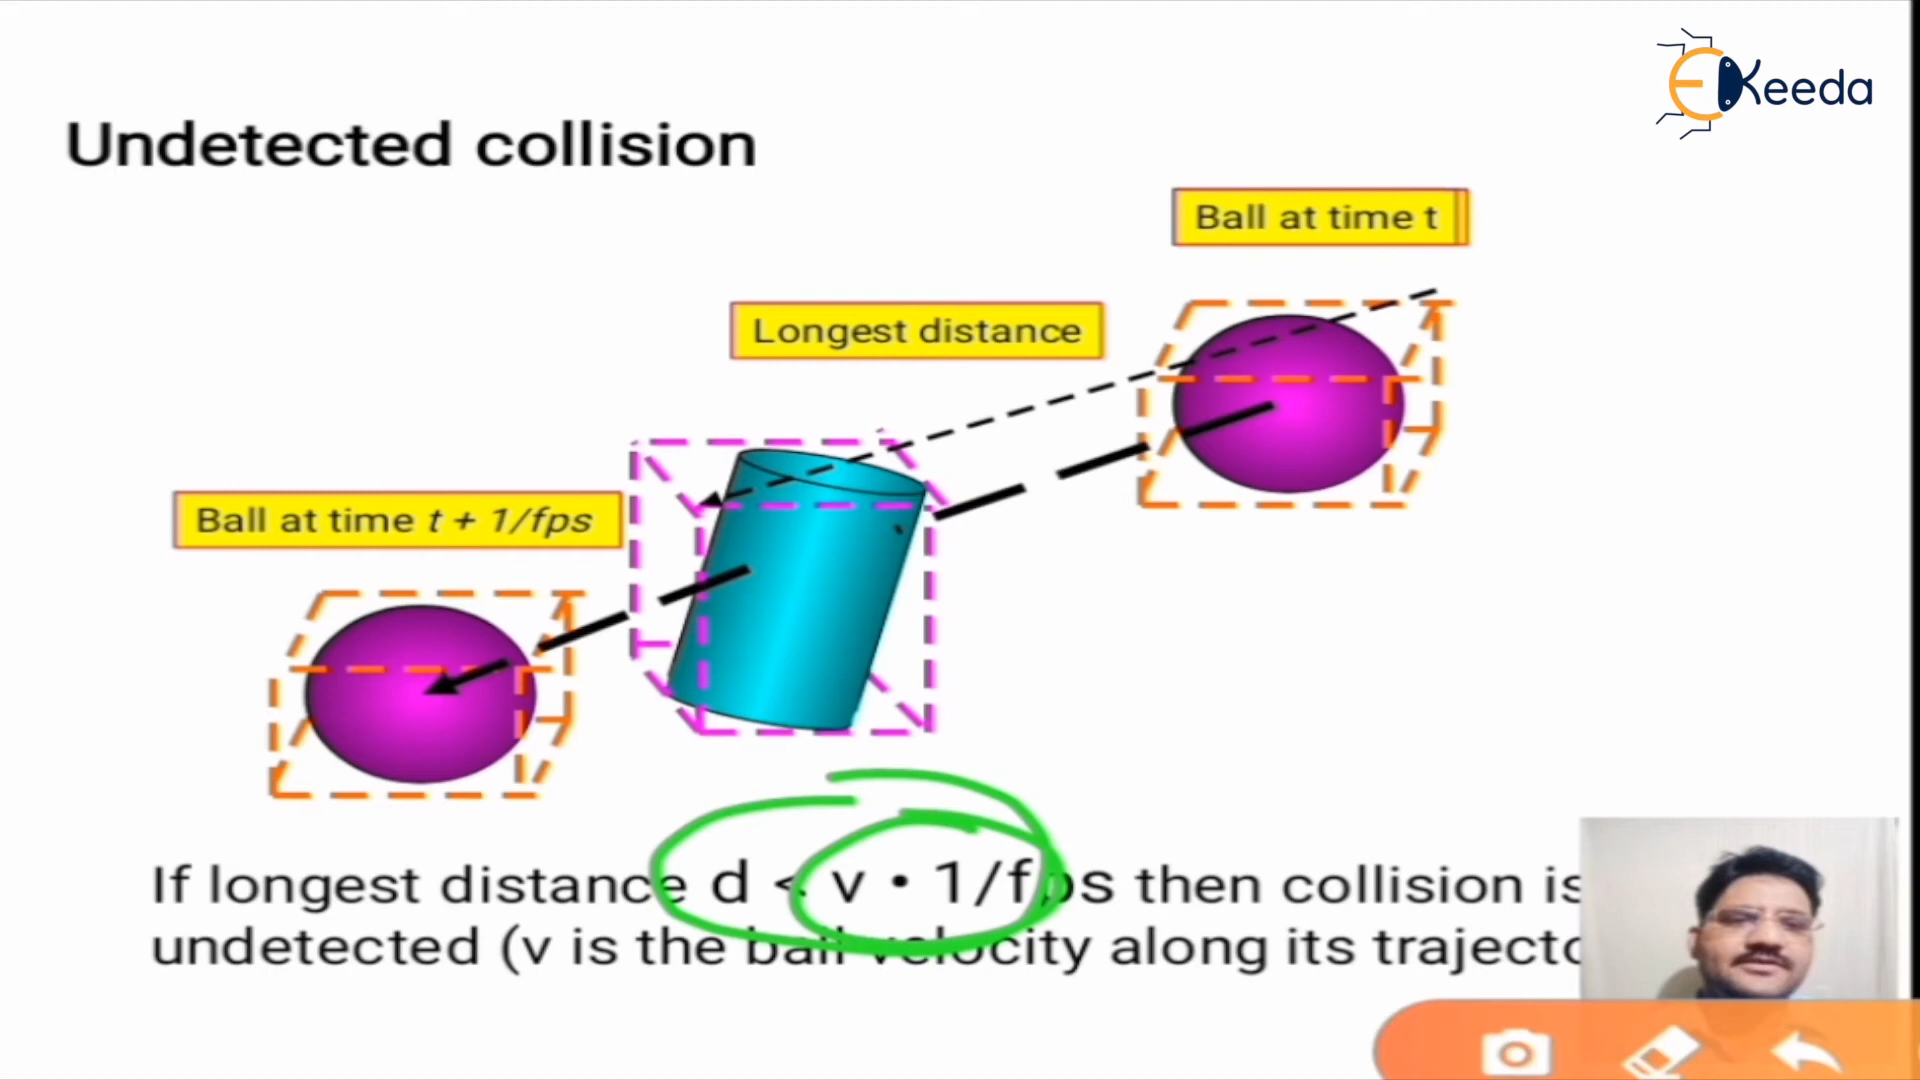 EKeeda
Undetected collision
Ball at time t
Longest distance
Ball at time t + 1/fps
If longest distance d < v • 1/fps then collision is
undetected (v is the ball velocity along its